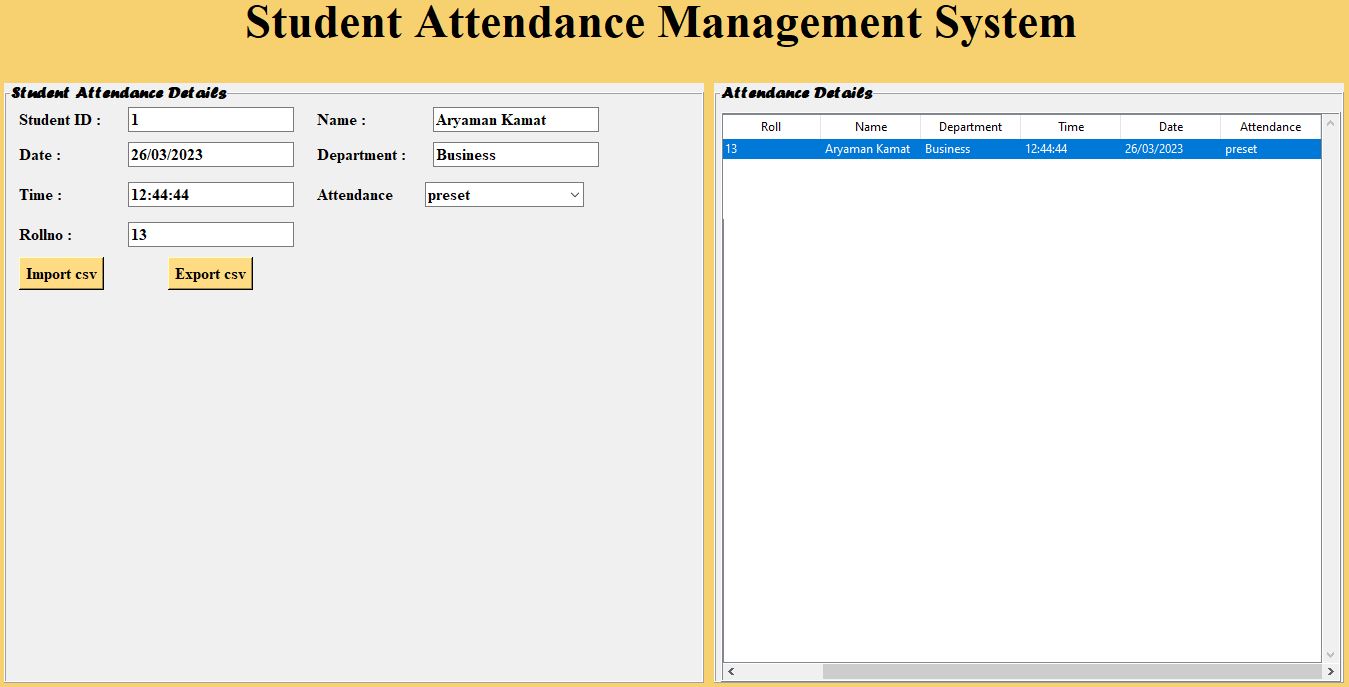 Student Attendance Management System
Student Attendance Details
Student ID : 1 Name : Aryaman Kamat
Date : 26/03/2023 Department : Business
Time : 12:44:44 Attendance preset
Rollno : 13
Import csv Export csv
Attendance Details
Roll Name Department Time Date Attendance
13 Aryaman Kamat Business 12:44:44 26/03/2023 preset